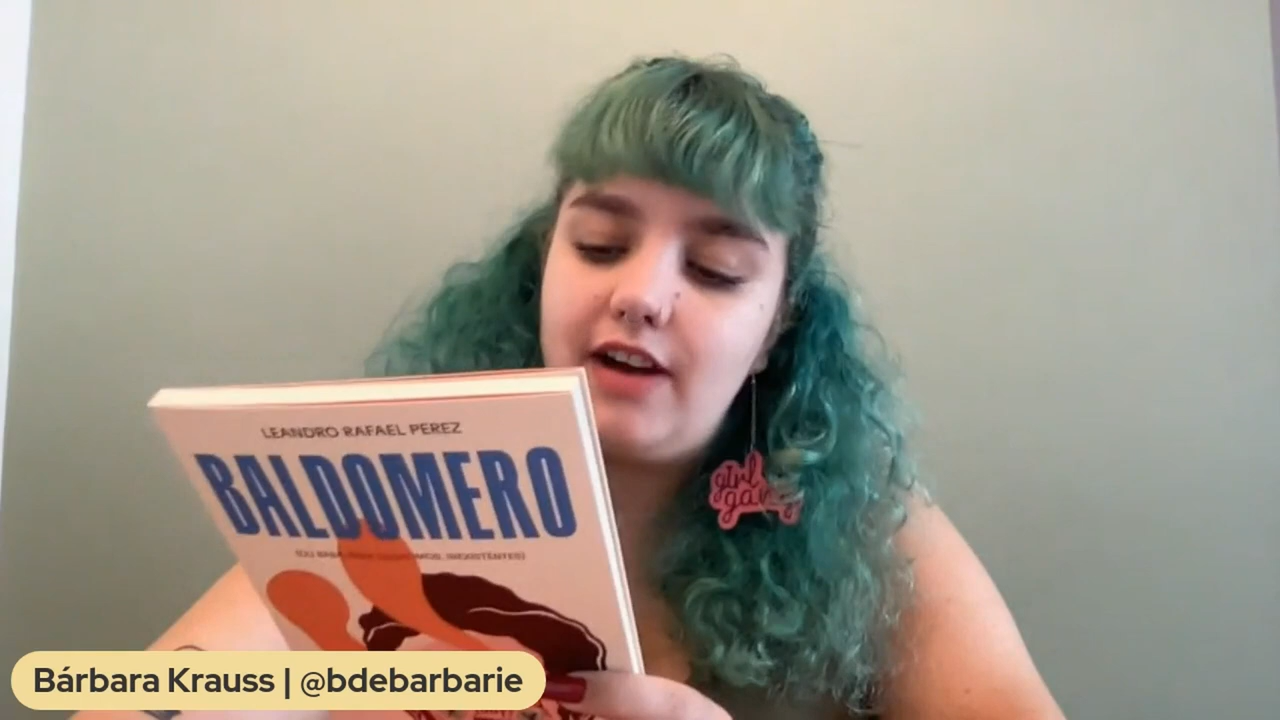 LEANDRO RAFAEL PEREZ
BALDOMERO
girl
gang
Bárbara Krauss | @bdebarbarie